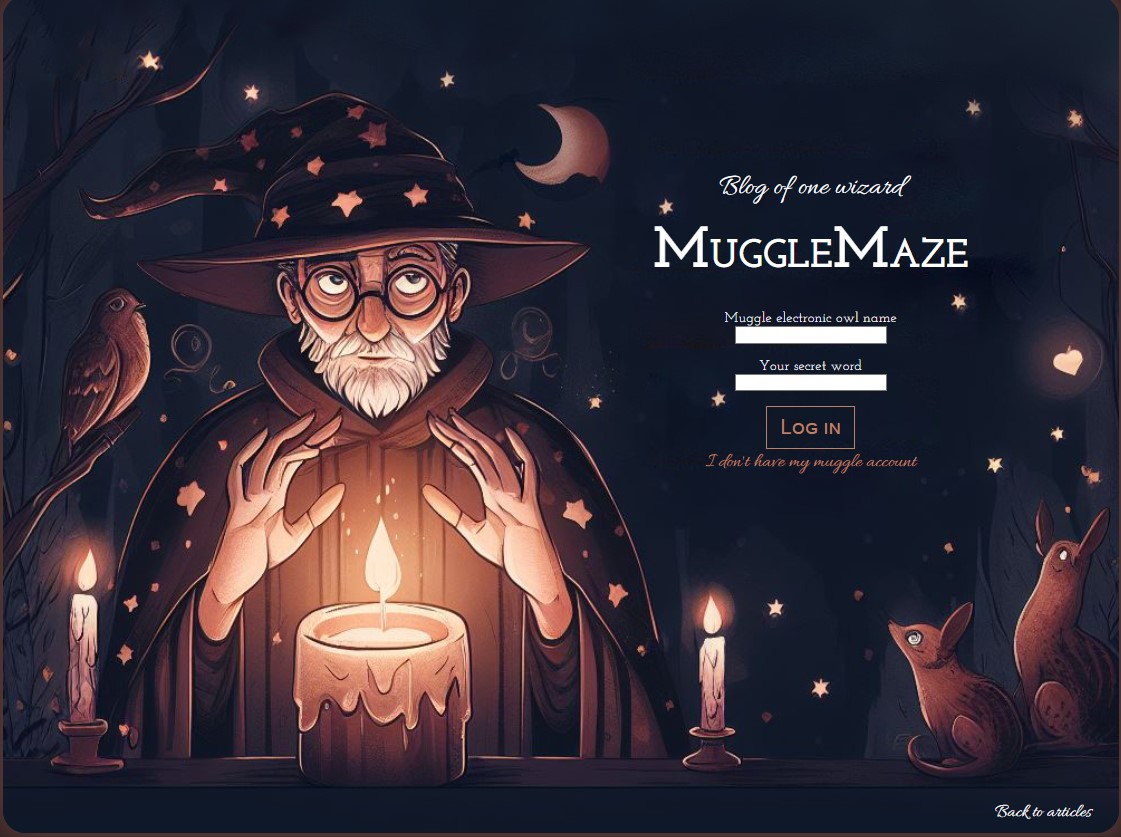 Blog of one wizard
MuggleMaze
Muggle electronic owl name
Your secret word
Log in
I don't have my muggle account
Back to articles